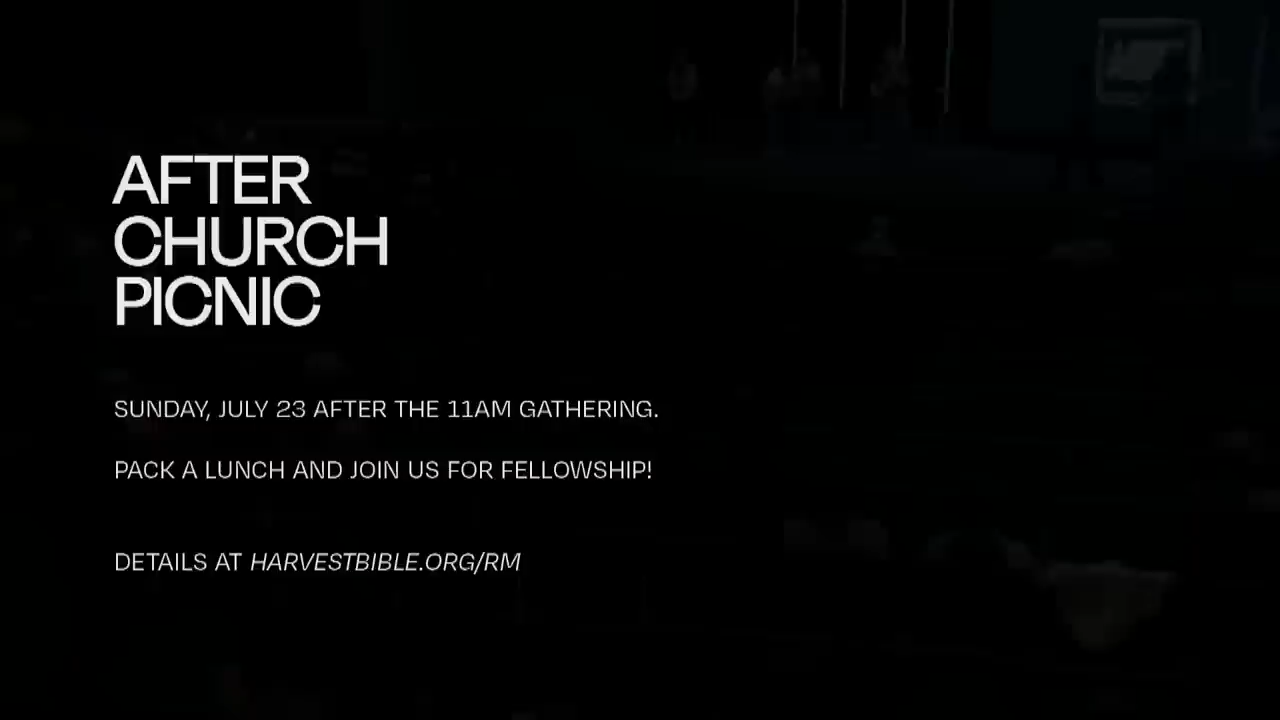 AFTER
CHURCH
PICNIC
SUNDAY, JULY 23 AFTER THE 11AM GATHERING.
PACK A LUNCH AND JOIN US FOR FELLOWSHIP!
DETAILS AT HARVESTBIBLE.ORG/RM